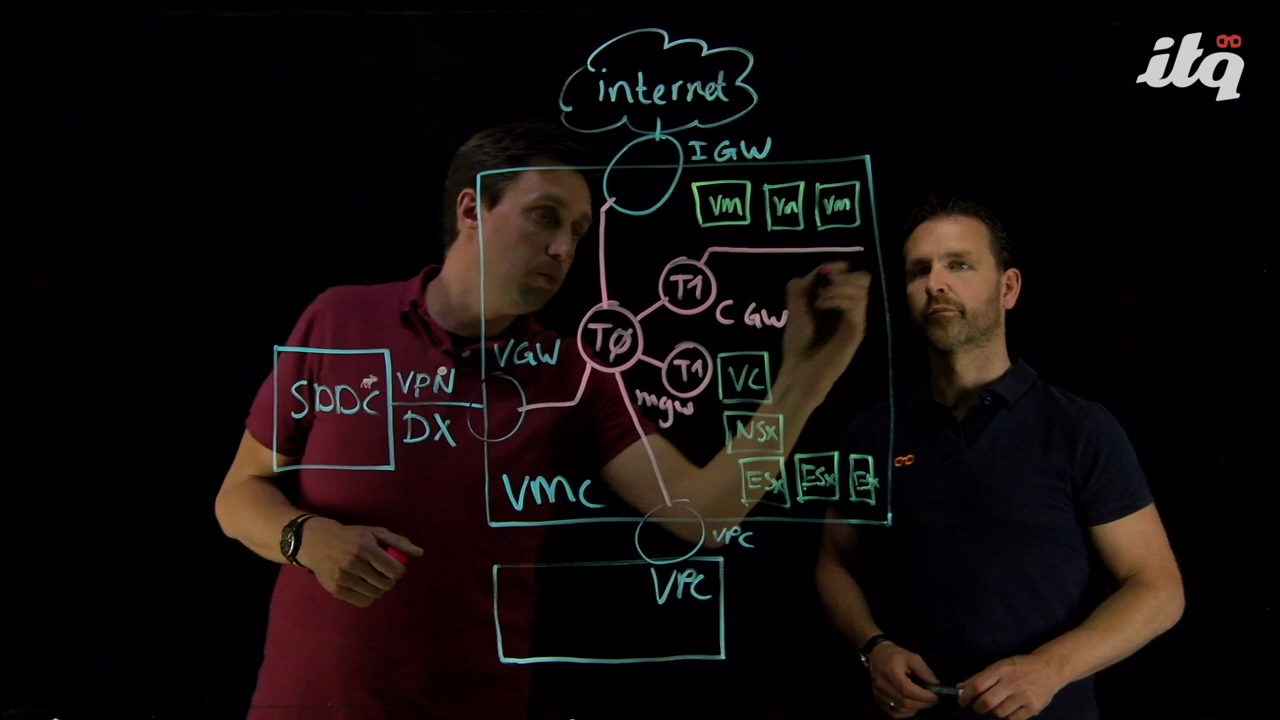 itq
internet
IGW
Vm Vm Vm
T1
CGW
T0
VGW
T1
mgw
VC
SDDC
VPN
DX
NSX
ESX ESX ESX
VMC
VPC
VPC